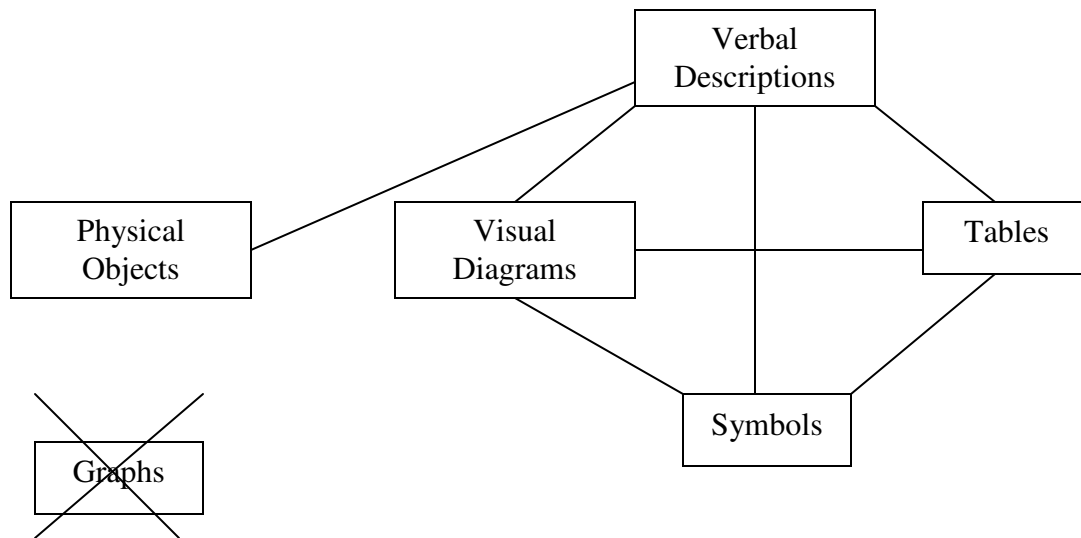 Verbal
Descriptions
Physical
Objects
Visual
Diagrams
Tables
Symbols
Graphs